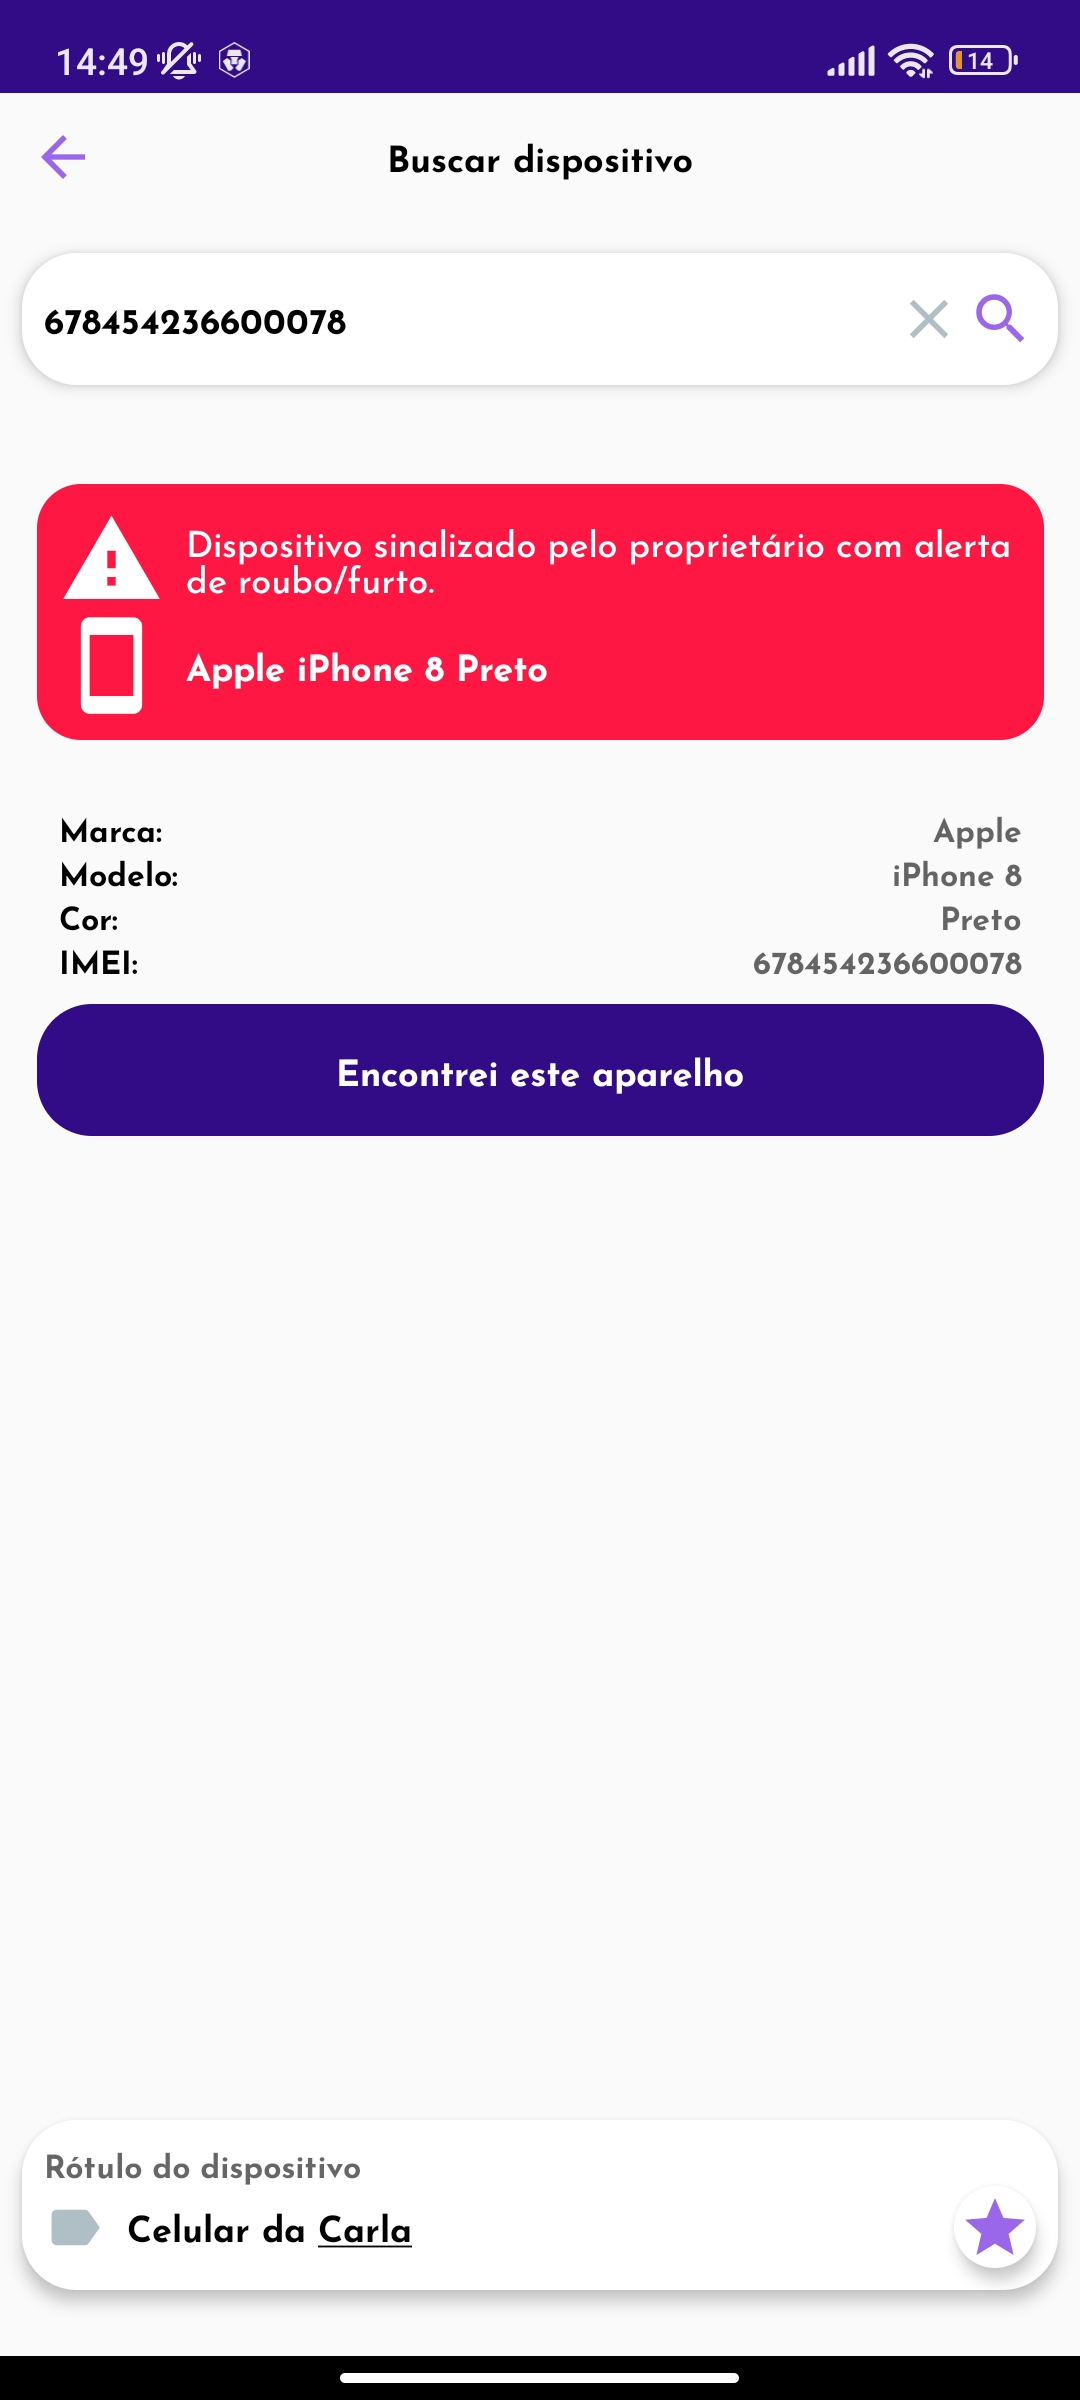 14:49
14
Buscar dispositivo
678454236600078
Dispositivo sinalizado pelo proprietário com alerta
de roubo/furto.
Apple iPhone 8 Preto
Marca: Apple
Modelo: iPhone 8
Cor: Preto
IMEI: 678454236600078
Encontrei este aparelho
Rótulo do dispositivo
Celular da Carla